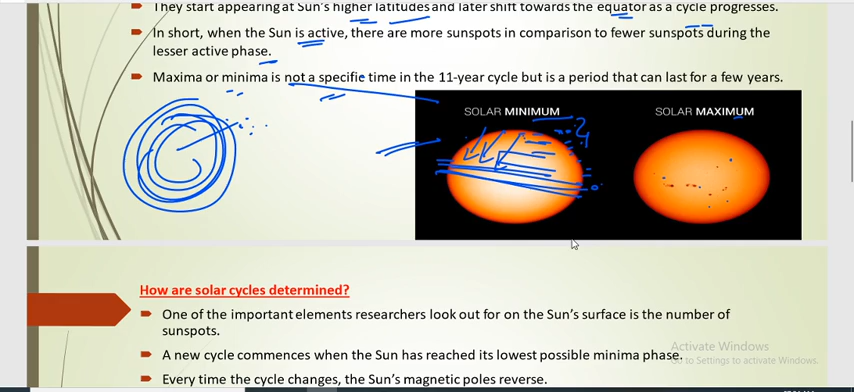 They start appearing at Sun's higher latitudes and later shift towards the equator as a cycle progresses.
In short, when the Sun is active, there are more sunspots in comparison to fewer sunspots during the
lesser active phase.
Maxima or minima is not a specific time in the 11-year cycle but is a period that can last for a few years.
SOLAR MINIMUM
SOLAR MAXIMUM
How are solar cycles determined?
One of the important elements researchers look out for on the Sun's surface is the number of
sunspots.
A new cycle commences when the Sun has reached its lowest possible minima phase.
Every time the cycle changes, the Sun's magnetic poles reverse.
Activate Windows
Go to Settings to activate Windows.